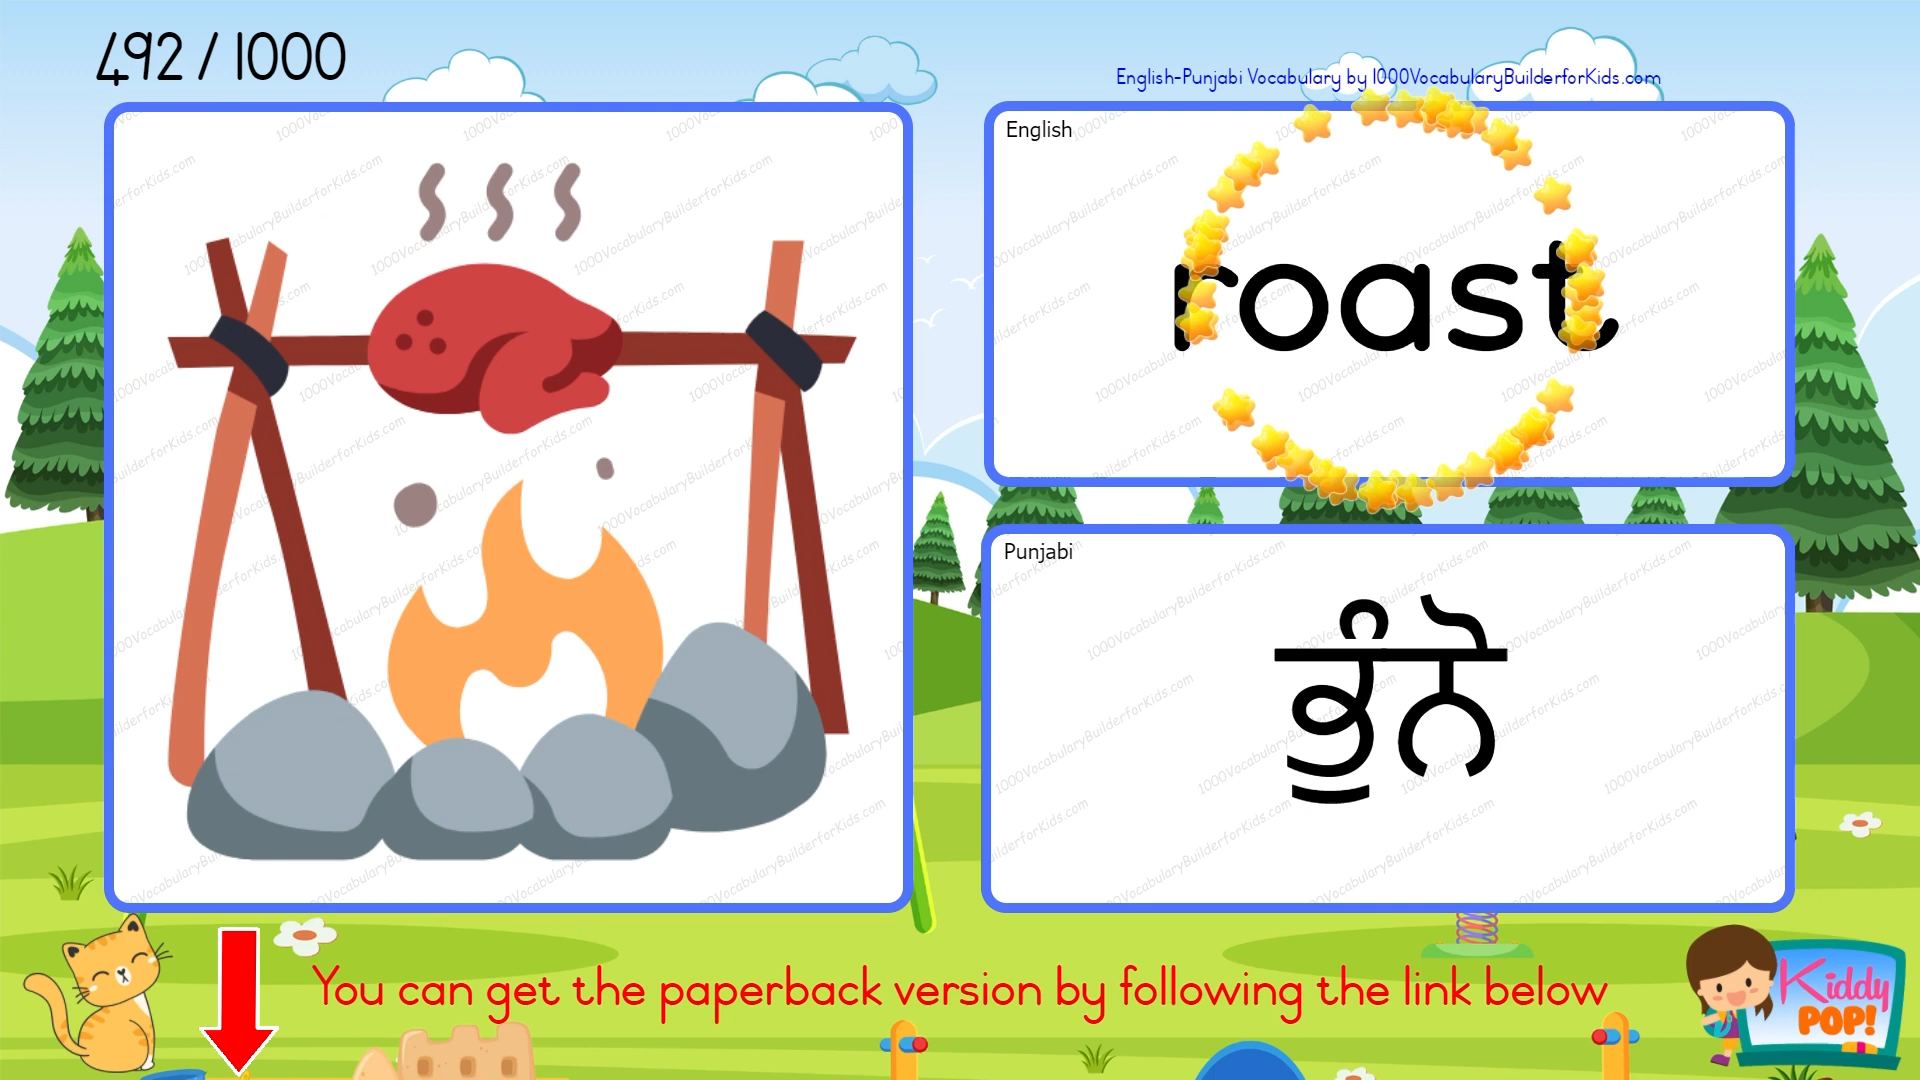 492 / 1000
English-Punjabi Vocabulary by 1000VocabularyBuilderforKids.com
English
roast
Punjabi
ਭੁੰਨੋ
You can get the paperback version by following the link below
Kiddy
POP!